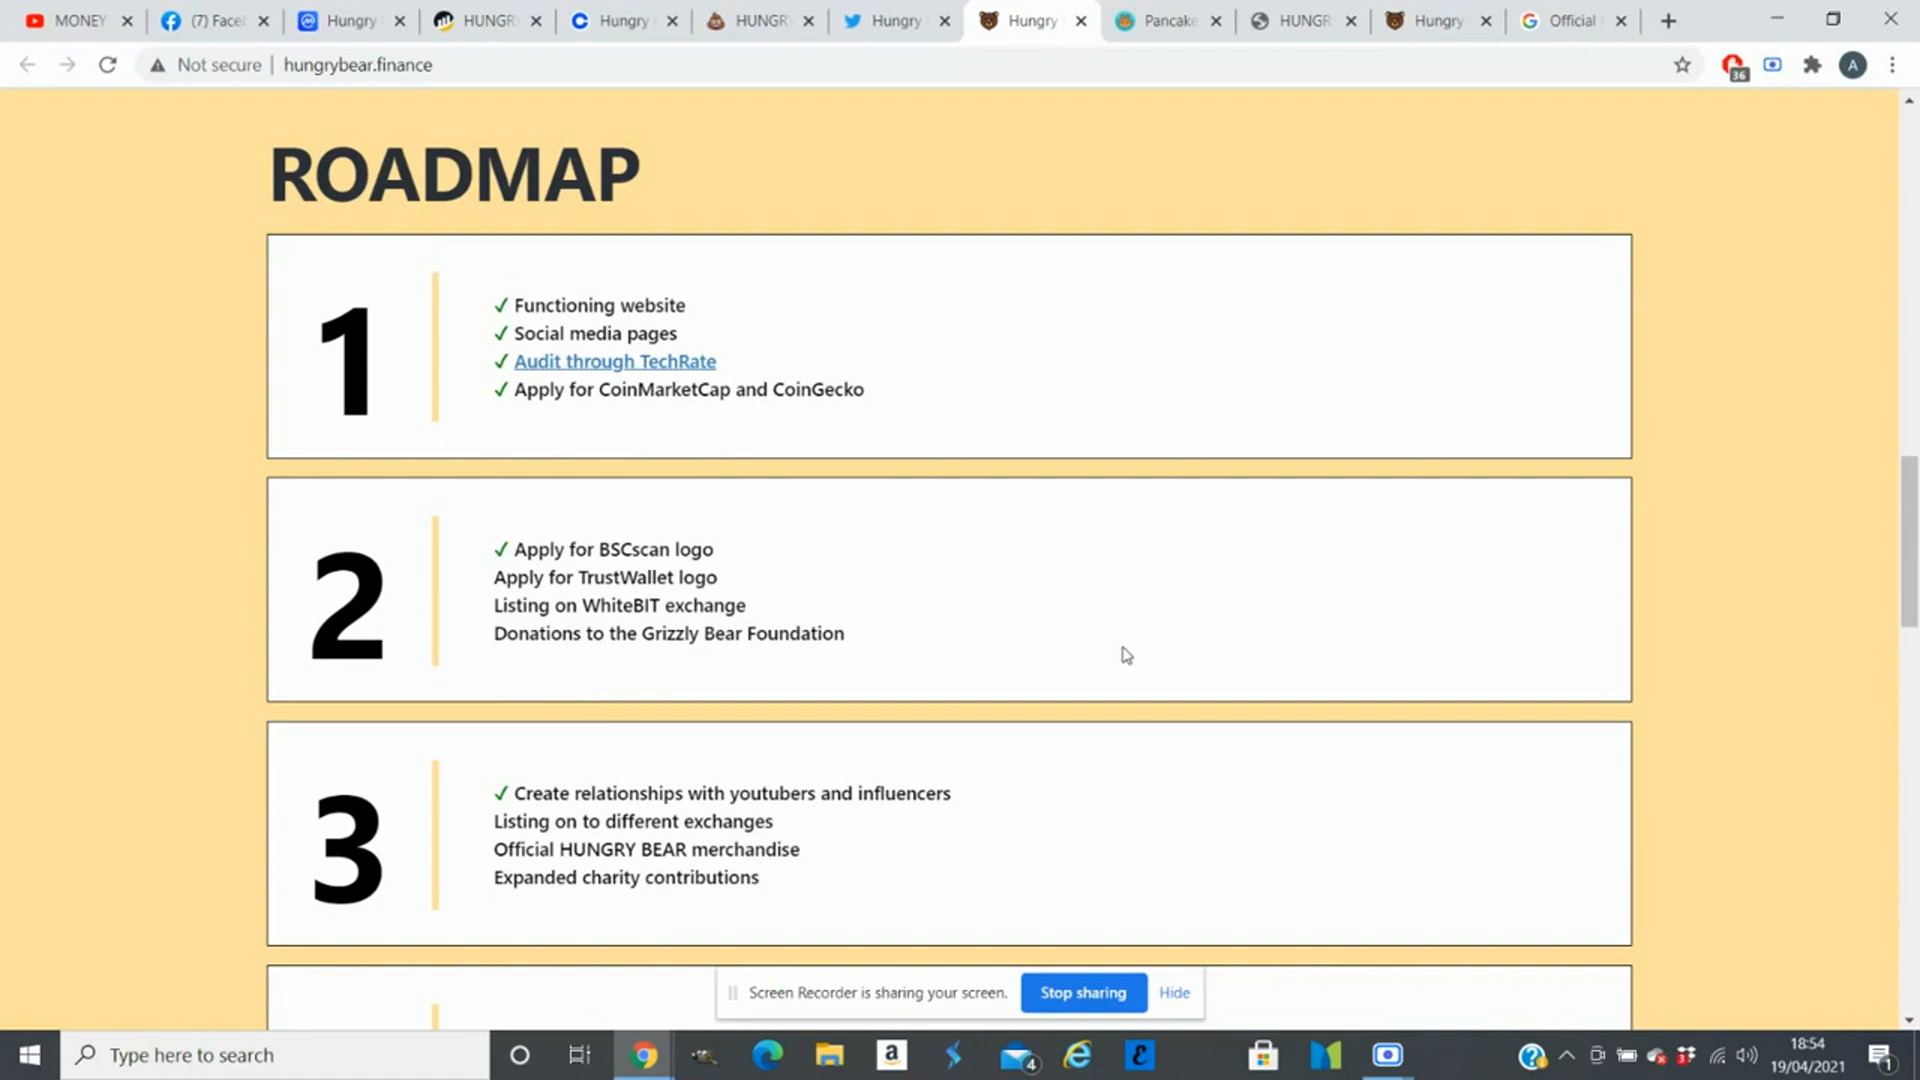 MONEY
(7) Facel
Hungry
HUNGR
Hungry
HUNGR
Hungry
Hungry
Pancake
HUNGR
Hungry
Official
Not secure | hungrybear.finance
36
A
ROADMAP
1
✓ Functioning website
✓ Social media pages
✓ Audit through TechRate
✓ Apply for CoinMarketCap and CoinGecko
2
✓ Apply for BSCscan logo
Apply for TrustWallet logo
Listing on WhiteBIT exchange
Donations to the Grizzly Bear Foundation
3
✓ Create relationships with youtubers and influencers
Listing on to different exchanges
Official HUNGRY BEAR merchandise
Expanded charity contributions
Screen Recorder is sharing your screen.
Stop sharing
Hide
Type here to search
4
18:54
19/04/2021
1